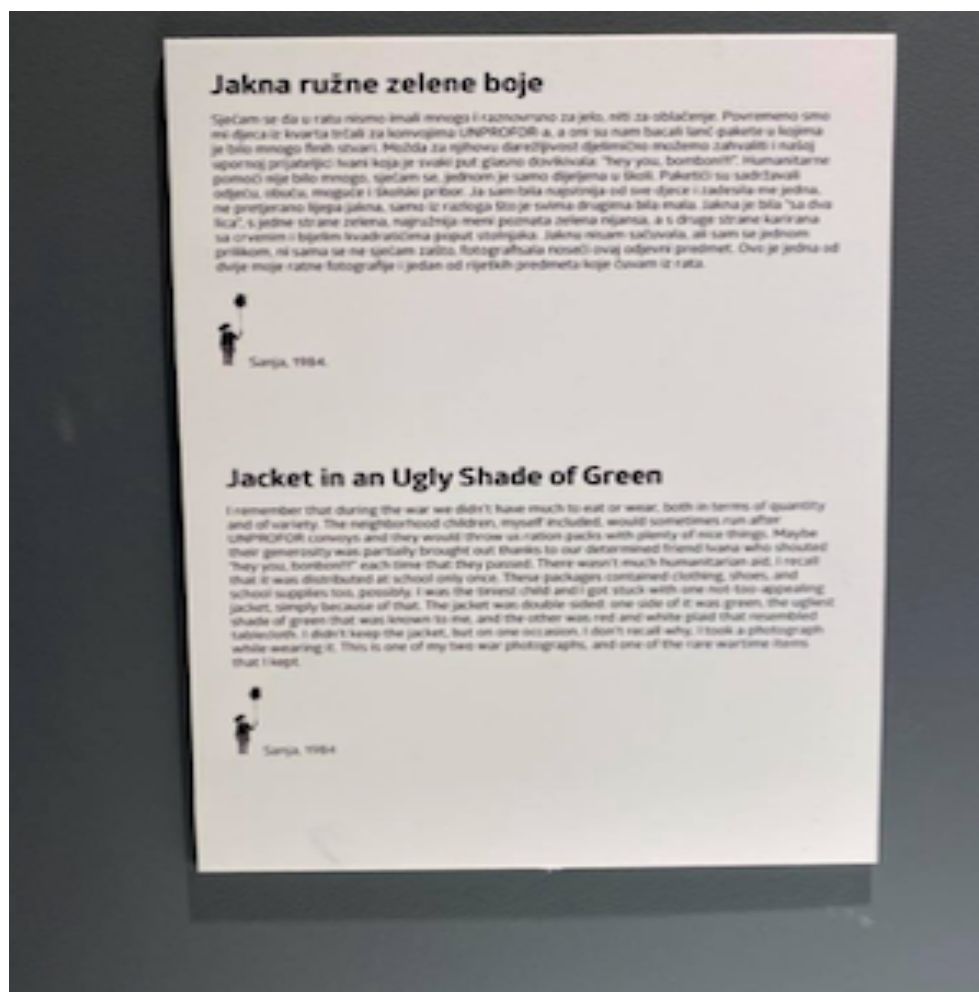 Jakna ružne zelene boje
Sjećam se da u ratu nismo imali mnogo i raznovrsno za jelo, niti za oblačenje. Povremeno smo
mi djeca iz kvarta trčali za konvojima UNPROFOR-a, a oni su nam bacali lanč-pakete u kojima
je bilo mnogo finih stvari. Možda za njihovu darežljivost djelimično možemo zahvaliti i našoj
upornoj prijateljici Ivani koja je svaki put glasno dovikivala: "hey you, bombon!!!". Humanitarne
pomoći nije bilo mnogo, sjećam se, jednom je samo dijeljena u školi. Paketići su sadržavali
odjeću, obuću, moguće i školski pribor. Ja sam bila najsitnija od sve djece i zadesila me jedna,
ne pretjerano lijepa jakna, samo iz razloga što je svima drugima bila mala. Jakna je bila "sa dva
lica", s jedne strane zelena, najružnija meni poznata zelena nijansa, a s druge strane karirana
sa crvenim i bijelim kvadratićima poput stolnjaka. Jaknu nisam sačuvala, ali sam se jednom
prilikom, ni sama se ne sjećam zašto, fotografisala noseći ovaj odjevni predmet. Ovo je jedna od
dvije moje ratne fotografije i jedan od rijetkih predmeta koje čuvam iz rata.
Sanja, 1984.
Jacket in an Ugly Shade of Green
I remember that during the war we didn't have much to eat or wear, both in terms of quantity
and of variety. The neighborhood children, myself included, would sometimes run after
UNPROFOR convoys and they would throw us ration packs with plenty of nice things. Maybe
their generosity was partially brought out thanks to our determined friend Ivana who shouted
"hey you, bonbon!!!" each time that they passed. There wasn't much humanitarian aid, I recall
that it was distributed at school only once. These packages contained clothing, shoes, and
school supplies too, possibly. I was the tiniest child and I got stuck with one not-too-appealing
jacket, simply because of that. The jacket was double-sided: one side of it was green, the ugliest
shade of green that was known to me, and the other was red and white plaid that resembled
tablecloth. I didn't keep the jacket, but on one occasion, I don't recall why, I took a photograph
while wearing it. This is one of my two war photographs, and one of the rare wartime items
that I kept.
Sanja, 1984